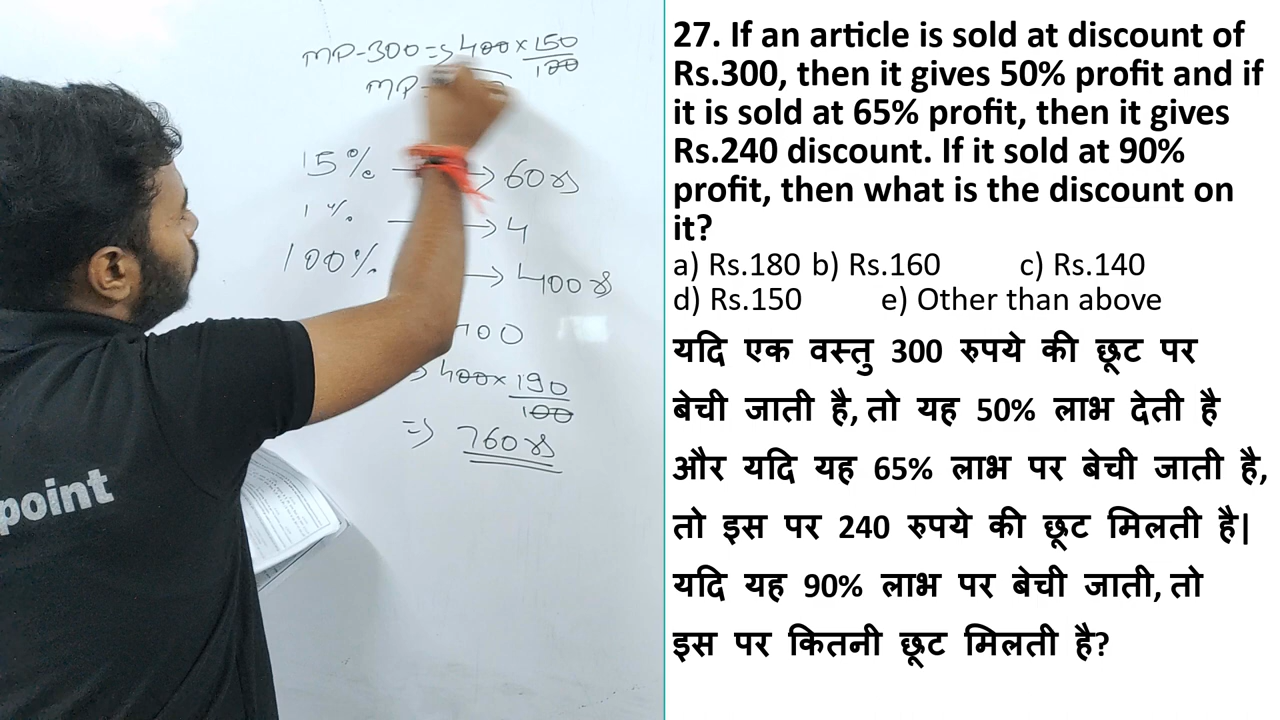 MP-300 => 400 × 150
100
MP
15% → 60 rs
1% → 4
100% → 400 rs
400 × 190
100
=> 760 rs
point
27. If an article is sold at discount of
Rs.300, then it gives 50% profit and if
it is sold at 65% profit, then it gives
Rs.240 discount. If it sold at 90%
profit, then what is the discount on
it?
a) Rs.180 b) Rs.160 c) Rs.140
d) Rs.150 e) Other than above
यदि एक वस्तु 300 रुपये की छूट पर
बेची जाती है, तो यह 50% लाभ देती है
और यदि यह 65% लाभ पर बेची जाती है,
तो इस पर 240 रुपये की छूट मिलती है|
यदि यह 90% लाभ पर बेची जाती, तो
इस पर कितनी छूट मिलती है?